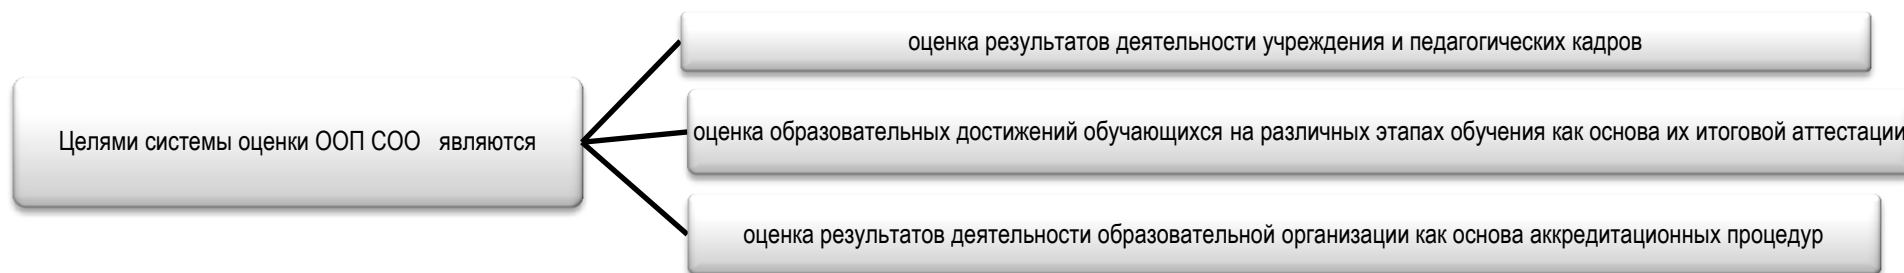 оценка результатов деятельности учреждения и педагогических кадров
Целями системы оценки ООП СОО являются
оценка образовательных достижений обучающихся на различных этапах обучения как основа их итоговой аттестации
оценка результатов деятельности образовательной организации как основа аккредитационных процедур